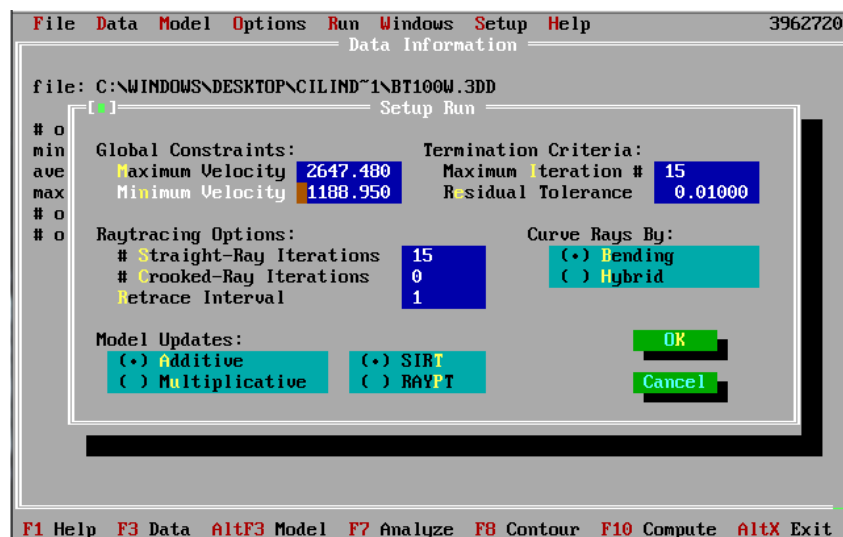 File Data Model Options Run Windows Setup Help 3962720
Data Information
file: C:\WINDOWS\DESKTOP\CILIND~1\BT100W.3DD
[■] Setup Run
# o
min Global Constraints: Termination Criteria:
ave Maximum Velocity 2647.480 Maximum Iteration # 15
max Minimum Velocity 1188.950 Residual Tolerance 0.01000
# o
# o Raytracing Options: Curve Rays By:
# Straight-Ray Iterations 15 (•) Bending
# Crooked-Ray Iterations 0 ( ) Hybrid
Retrace Interval 1
Model Updates: OK
(•) Additive (•) SIRT
( ) Multiplicative ( ) RAYPT Cancel
F1 Help F3 Data AltF3 Model F7 Analyze F8 Contour F10 Compute AltX Exit